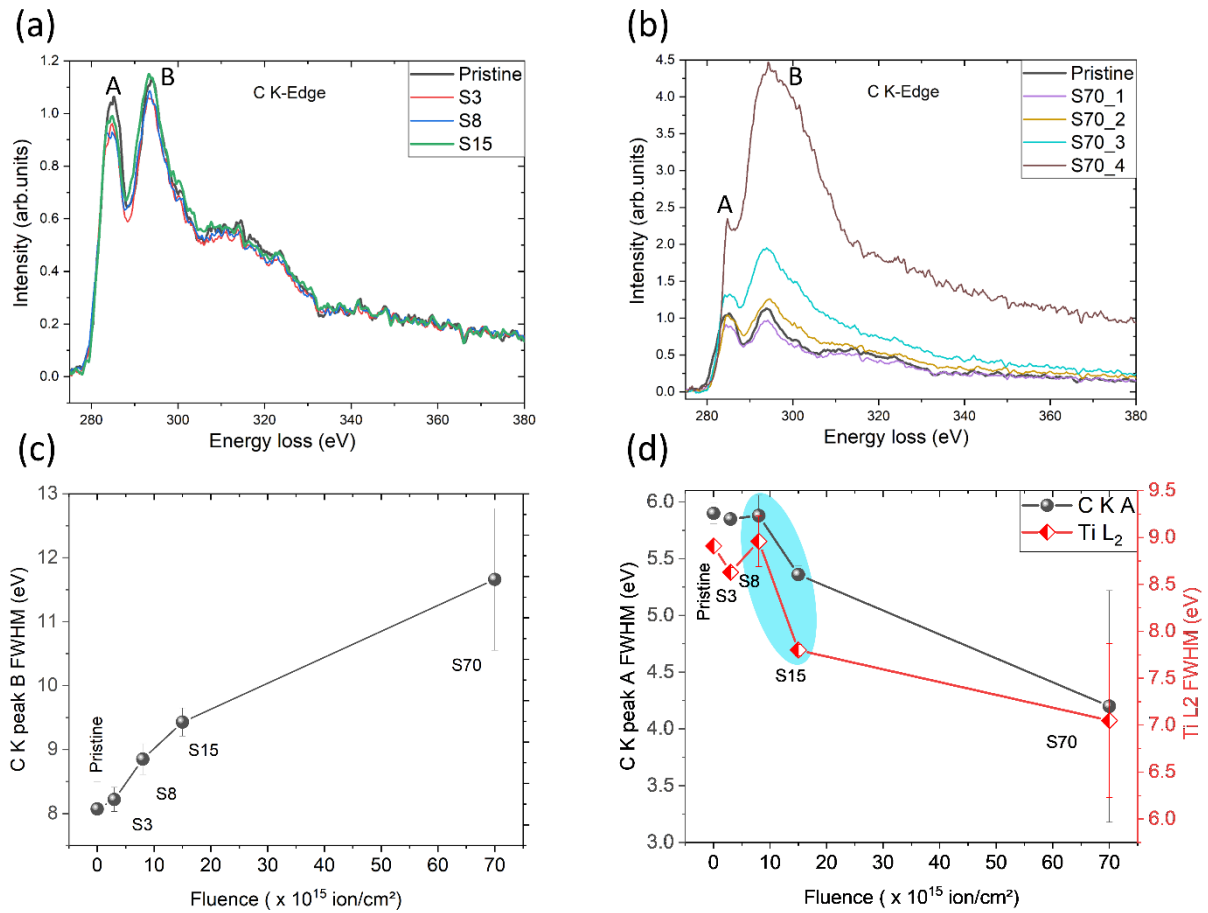 (a)
1.2
1.0
0.8
0.6
0.4
0.2
0.0
Intensity (arb.units)
A
B
C K-Edge
Pristine
S3
S8
S15
280
300
320
340
360
380
Energy loss (eV)
(b)
4.5
4.0
3.5
3.0
2.5
2.0
1.5
1.0
0.5
0.0
Intensity (arb.units)
A
B
C K-Edge
Pristine
S70_1
S70_2
S70_3
S70_4
280
300
320
340
360
380
Energy loss (eV)
(c)
13
12
11
10
9
8
C K peak B FWHM (eV)
Pristine
S3
S8
S15
S70
0
10
20
30
40
50
60
70
Fluence ( x 10¹⁵ ion/cm²)
(d)
6.0
5.5
5.0
4.5
4.0
3.5
3.0
C K peak A FWHM (eV)
C K A
Ti L₂
Pristine
S3
S8
S15
S70
9.5
9.0
8.5
8.0
7.5
7.0
6.5
6.0
Ti L2 FWHM (eV)
0
10
20
30
40
50
60
70
Fluence ( x 10¹⁵ ion/cm²)